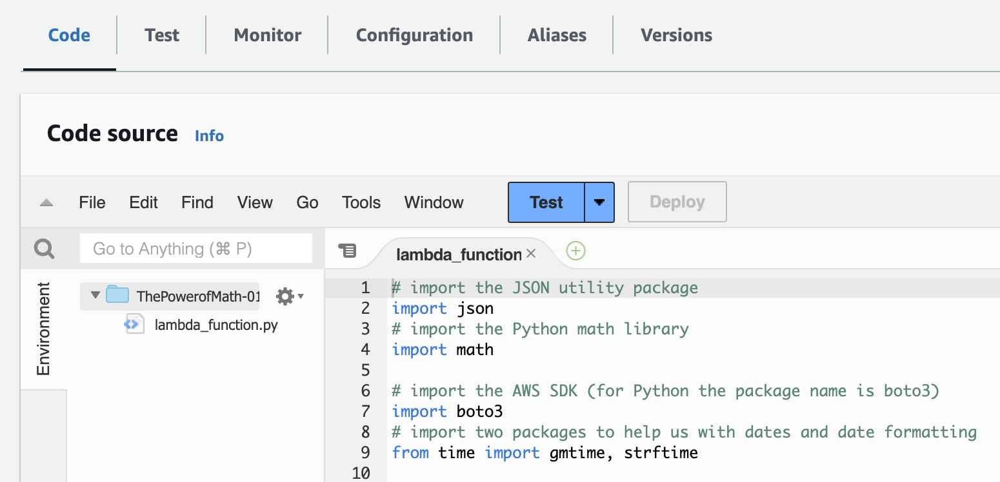 Code Test Monitor Configuration Aliases Versions
Code source Info
File Edit Find View Go Tools Window Test Deploy
Go to Anything (⌘ P)
lambda_function ×
Environment
ThePowerofMath-01
lambda_function.py
1 # import the JSON utility package
2 import json
3 # import the Python math library
4 import math
5
6 # import the AWS SDK (for Python the package name is boto3)
7 import boto3
8 # import two packages to help us with dates and date formatting
9 from time import gmtime, strftime
10